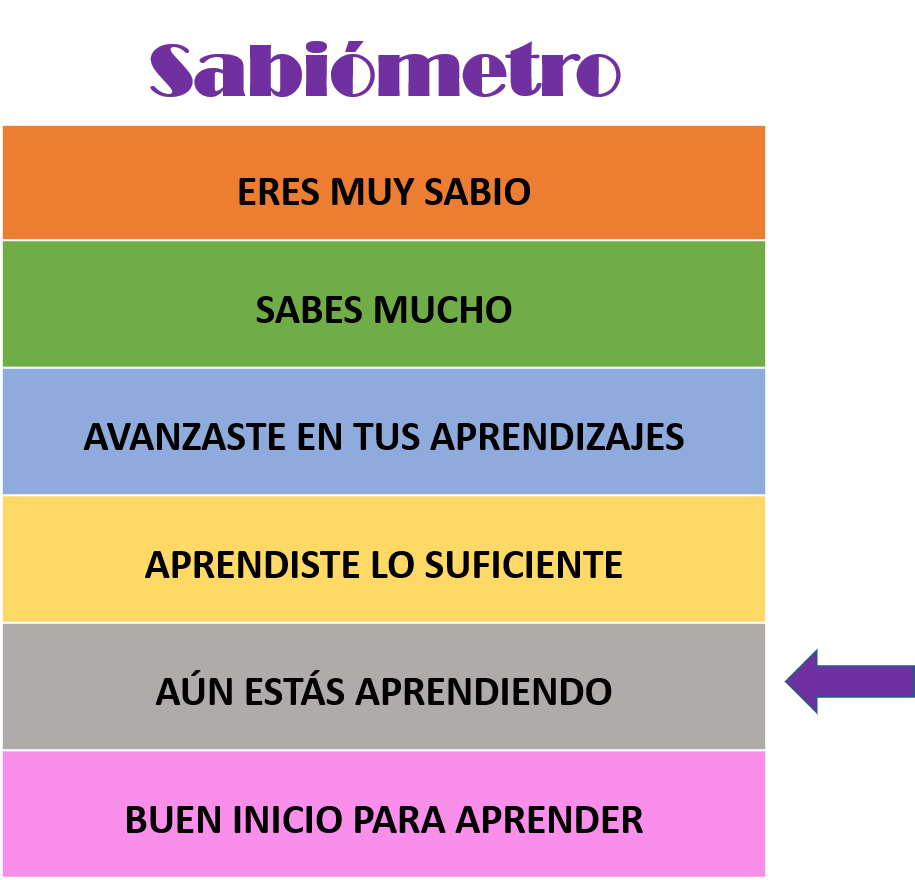 Sabiómetro
ERES MUY SABIO
SABES MUCHO
AVANZASTE EN TUS APRENDIZAJES
APRENDISTE LO SUFICIENTE
AÚN ESTÁS APRENDIENDO
BUEN INICIO PARA APRENDER